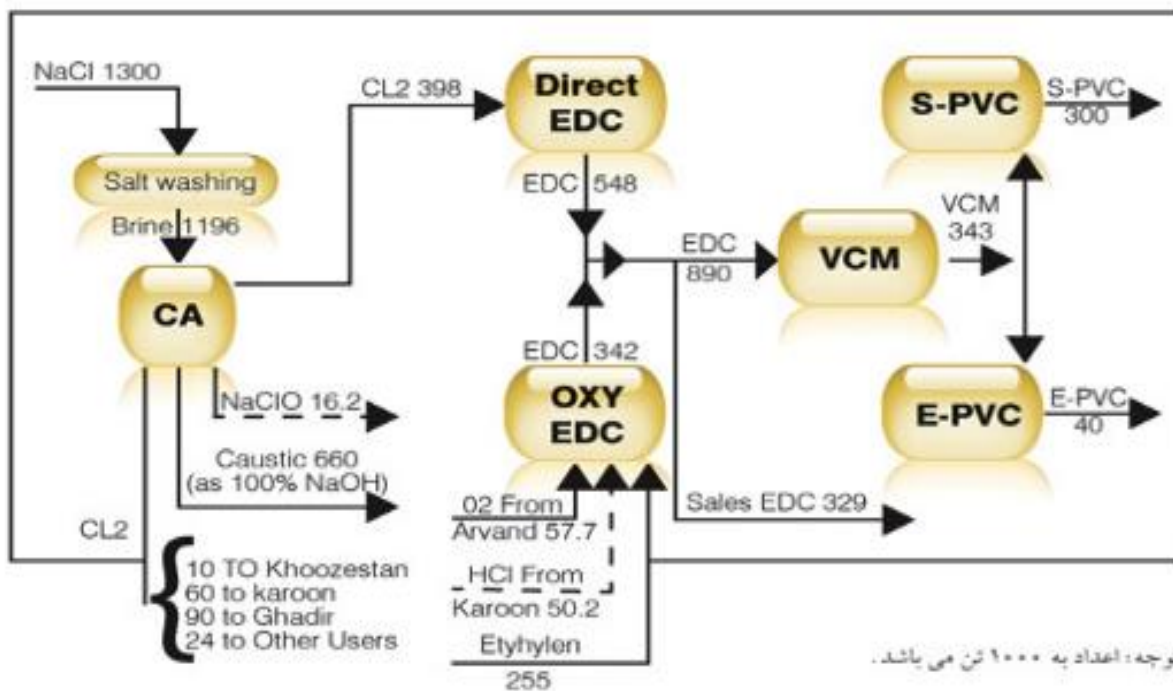 NaCl 1300
Salt washing
Brine 1196
CA
CL2 398
Direct
EDC
EDC 548
EDC 342
OXY
EDC
EDC
890
VCM
VCM
343
S-PVC
S-PVC
300
E-PVC
E-PVC
40
NaClO 16.2
Caustic 660
(as 100% NaOH)
CL2
10 TO Khoozestan
60 to karoon
90 to Ghadir
24 to Other Users
02 From
Arvand 57.7
HCl From
Karoon 50.2
Etyhylen
255
Sales EDC 329
وجه: اعداد به ۱۰۰۰ تن می باشد.